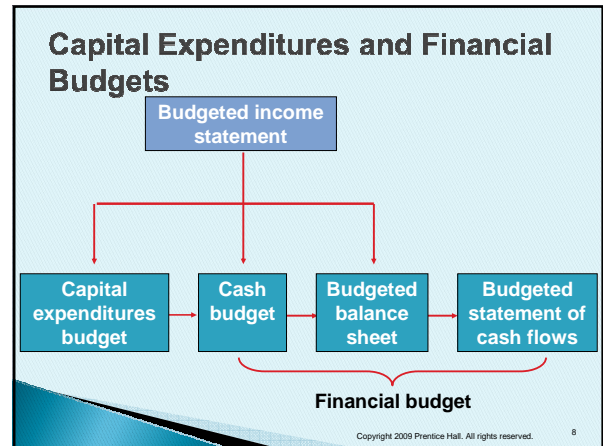 Capital Expenditures and Financial
Budgets
Budgeted income
statement
Capital
expenditures
budget
Cash
budget
Budgeted
balance
sheet
Budgeted
statement of
cash flows
Financial budget
Copyright 2009 Prentice Hall. All rights reserved.
8